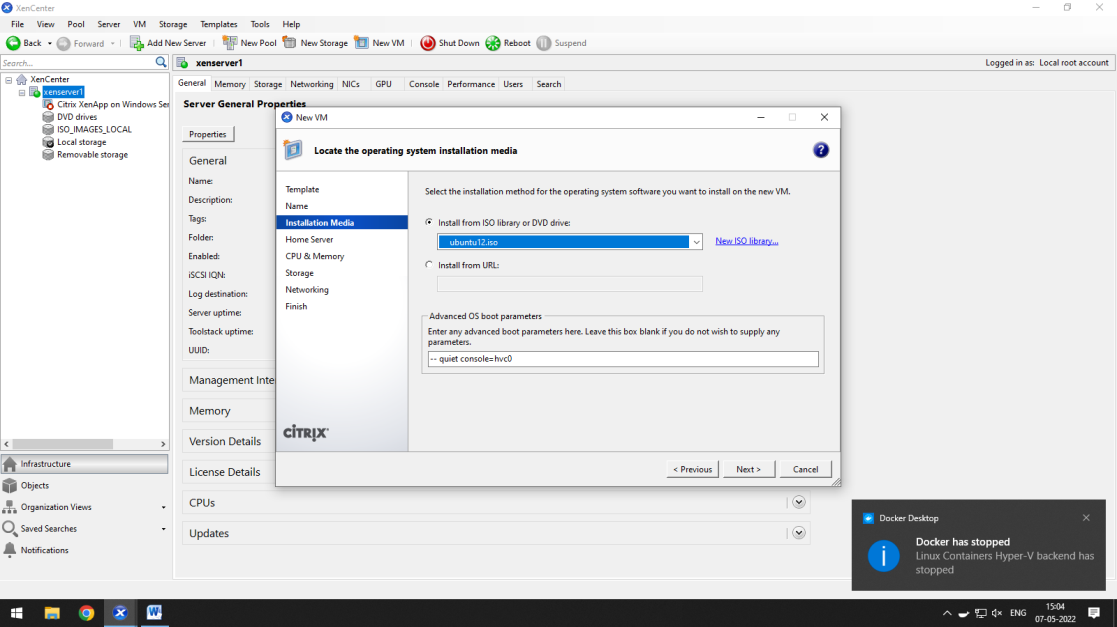 XenCenter
File View Pool Server VM Storage Templates Tools Help
Back Forward Add New Server New Pool New Storage New VM Shut Down Reboot Suspend
Search...
xenserver1
Logged in as: Local root account
XenCenter
xenserver1
Citrix XenApp on Windows Ser
DVD drives
ISO_IMAGES_LOCAL
Local storage
Removable storage
General Memory Storage Networking NICs GPU Console Performance Users Search
Server General Properties
Properties
General
Name:
Description:
Tags:
Folder:
Enabled:
iSCSI IQN:
Log destination:
Server uptime:
Toolstack uptime:
UUID:
Management Inte
Memory
Version Details
License Details
CPUs
Updates
New VM
Locate the operating system installation media
?
Template
Name
Installation Media
Home Server
CPU & Memory
Storage
Networking
Finish
CITRIX
Select the installation method for the operating system software you want to install on the new VM.
Install from ISO library or DVD drive:
ubuntu12.iso
New ISO library...
Install from URL:
Advanced OS boot parameters
Enter any advanced boot parameters here. Leave this box blank if you do not wish to supply any
parameters.
-- quiet console=hvc0
< Previous Next > Cancel
Infrastructure
Objects
Organization Views
Saved Searches
Notifications
Docker Desktop
Docker has stopped
Linux Containers Hyper-V backend has
stopped
ENG
15:04
07-05-2022